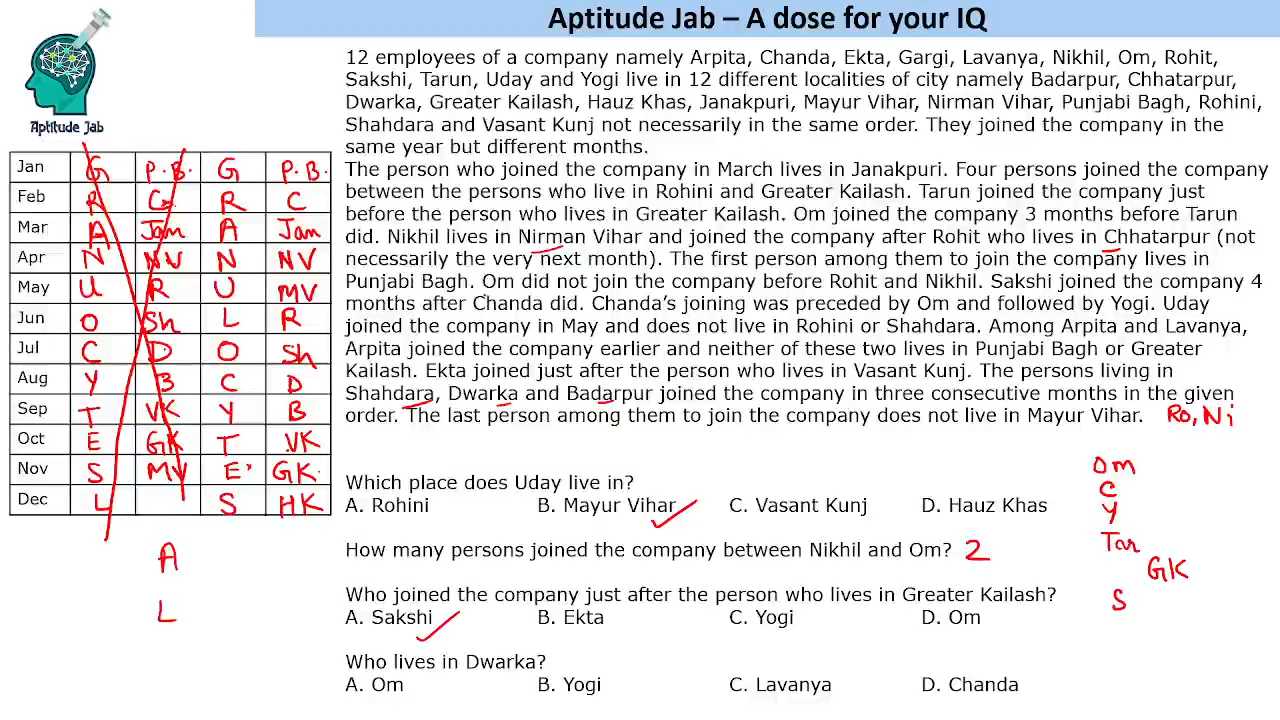 Aptitude Jab – A dose for your IQ
Aptitude Jab
12 employees of a company namely Arpita, Chanda, Ekta, Gargi, Lavanya, Nikhil, Om, Rohit,
Sakshi, Tarun, Uday and Yogi live in 12 different localities of city namely Badarpur, Chhatarpur,
Dwarka, Greater Kailash, Hauz Khas, Janakpuri, Mayur Vihar, Nirman Vihar, Punjabi Bagh, Rohini,
Shahdara and Vasant Kunj not necessarily in the same order. They joined the company in the
same year but different months.
The person who joined the company in March lives in Janakpuri. Four persons joined the company
between the persons who live in Rohini and Greater Kailash. Tarun joined the company just
before the person who lives in Greater Kailash. Om joined the company 3 months before Tarun
did. Nikhil lives in Nirman Vihar and joined the company after Rohit who lives in Chhatarpur (not
necessarily the very next month). The first person among them to join the company lives in
Punjabi Bagh. Om did not join the company before Rohit and Nikhil. Sakshi joined the company 4
months after Chanda did. Chanda's joining was preceded by Om and followed by Yogi. Uday
joined the company in May and does not live in Rohini or Shahdara. Among Arpita and Lavanya,
Arpita joined the company earlier and neither of these two lives in Punjabi Bagh or Greater
Kailash. Ekta joined just after the person who lives in Vasant Kunj. The persons living in
Shahdara, Dwarka and Badarpur joined the company in three consecutive months in the given
order. The last person among them to join the company does not live in Mayur Vihar. Ro, Ni
Jan G P.B. G P.B.
Feb R C R C
Mar A Jan A Jan
Apr N NV N NV
May U R U MV
Jun O Sh L R
Jul C D O Sh
Aug Y B C D
Sep T VK Y B
Oct E GK T VK
Nov S MV E GK
Dec L S HK
A
L
Which place does Uday live in?
A. Rohini B. Mayur Vihar C. Vasant Kunj D. Hauz Khas
How many persons joined the company between Nikhil and Om? 2
Who joined the company just after the person who lives in Greater Kailash?
A. Sakshi B. Ekta C. Yogi D. Om
Who lives in Dwarka?
A. Om B. Yogi C. Lavanya D. Chanda
Om
C
Y
Tar
GK
S